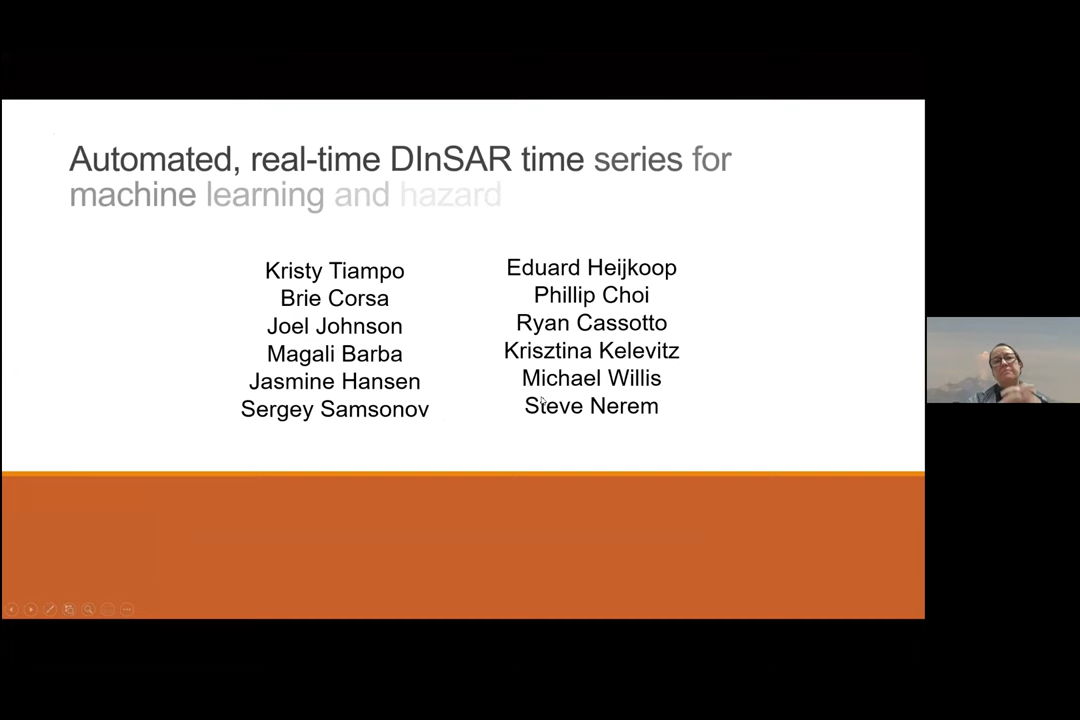 Automated, real-time DInSAR time series for
machine learning and hazard
Kristy Tiampo
Brie Corsa
Joel Johnson
Magali Barba
Jasmine Hansen
Sergey Samsonov
Eduard Heijkoop
Phillip Choi
Ryan Cassotto
Krisztina Kelevitz
Michael Willis
Steve Nerem